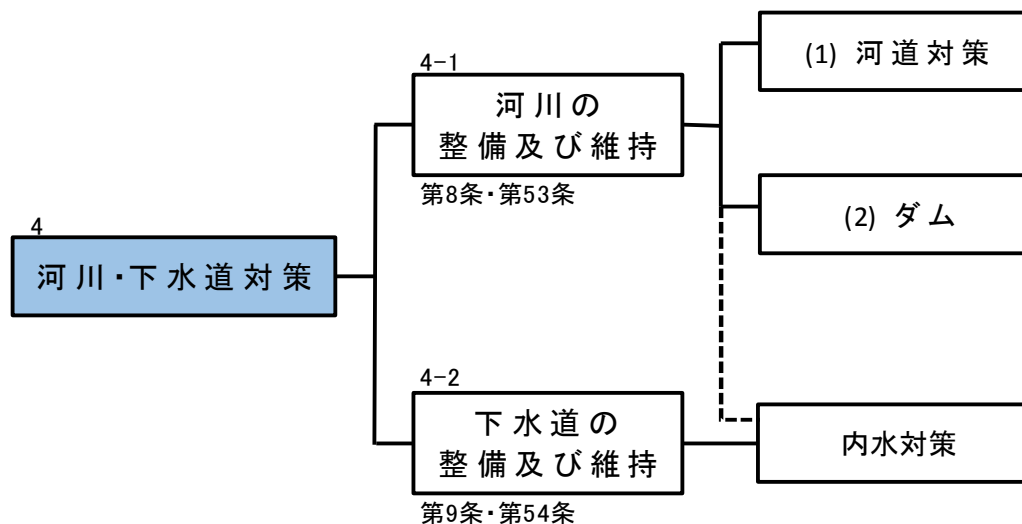 4
河川・下水道対策
4-1
河川の
整備及び維持
第8条・第53条
(1) 河道対策
(2) ダム
4-2
下水道の
整備及び維持
第9条・第54条
内水対策